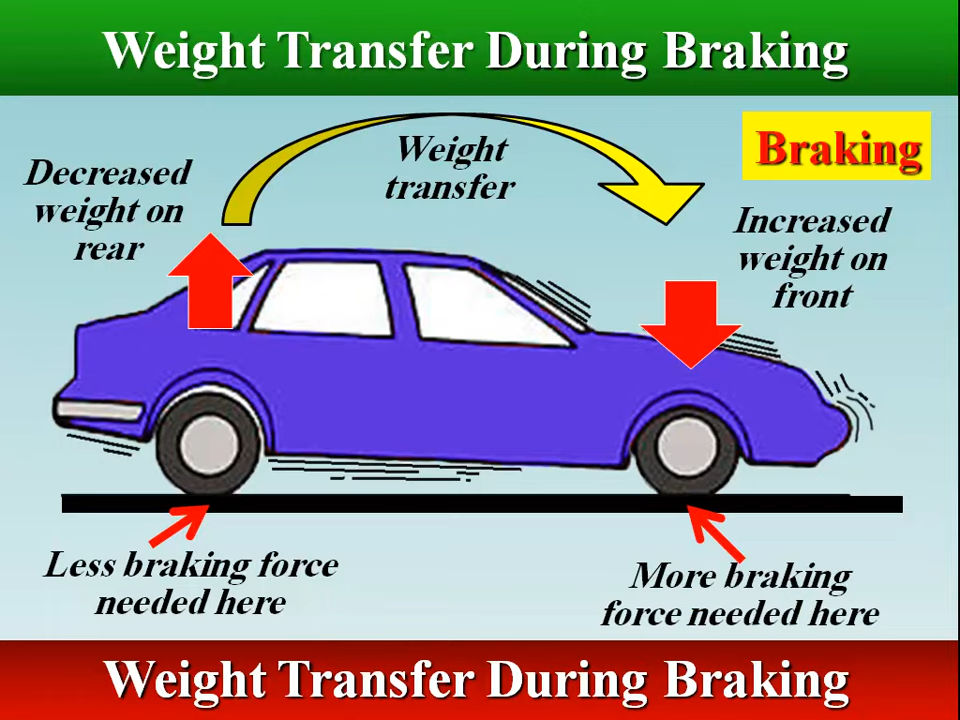 Weight Transfer During Braking
Weight
transfer
Braking
Decreased
weight on
rear
Increased
weight on
front
Less braking force
needed here
More braking
force needed here
Weight Transfer During Braking